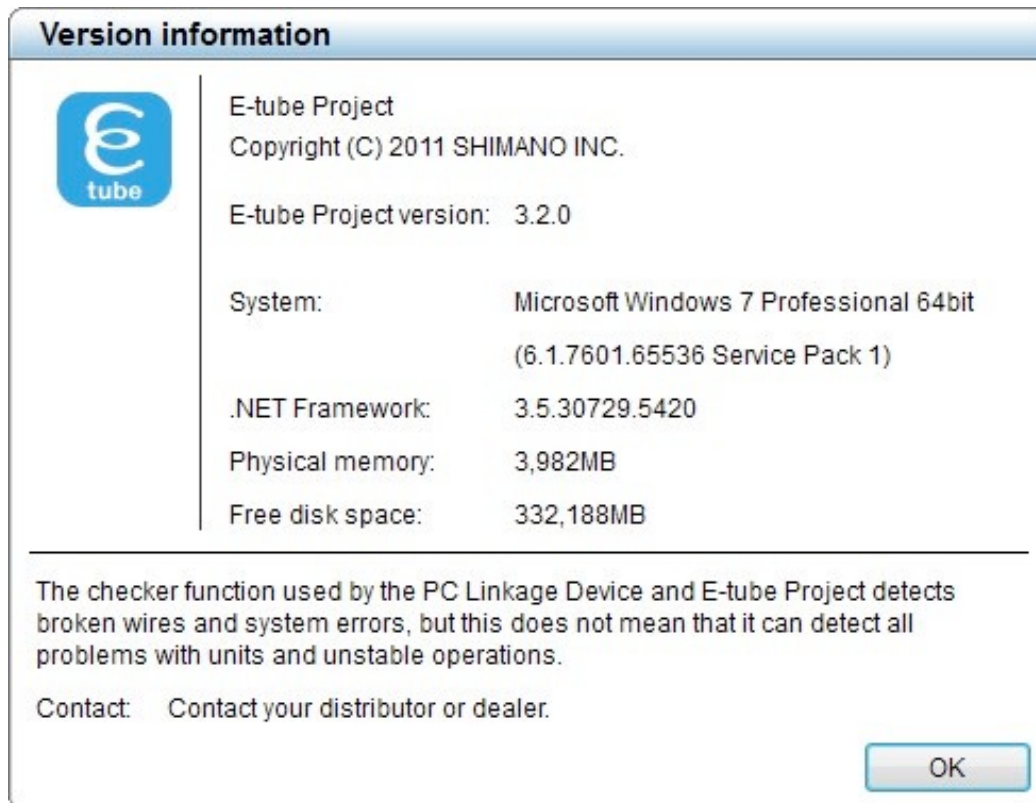 Version information
e
tube
E-tube Project
Copyright (C) 2011 SHIMANO INC.
E-tube Project version: 3.2.0
System: Microsoft Windows 7 Professional 64bit
(6.1.7601.65536 Service Pack 1)
.NET Framework: 3.5.30729.5420
Physical memory: 3,982MB
Free disk space: 332,188MB
The checker function used by the PC Linkage Device and E-tube Project detects
broken wires and system errors, but this does not mean that it can detect all
problems with units and unstable operations.
Contact: Contact your distributor or dealer.
OK